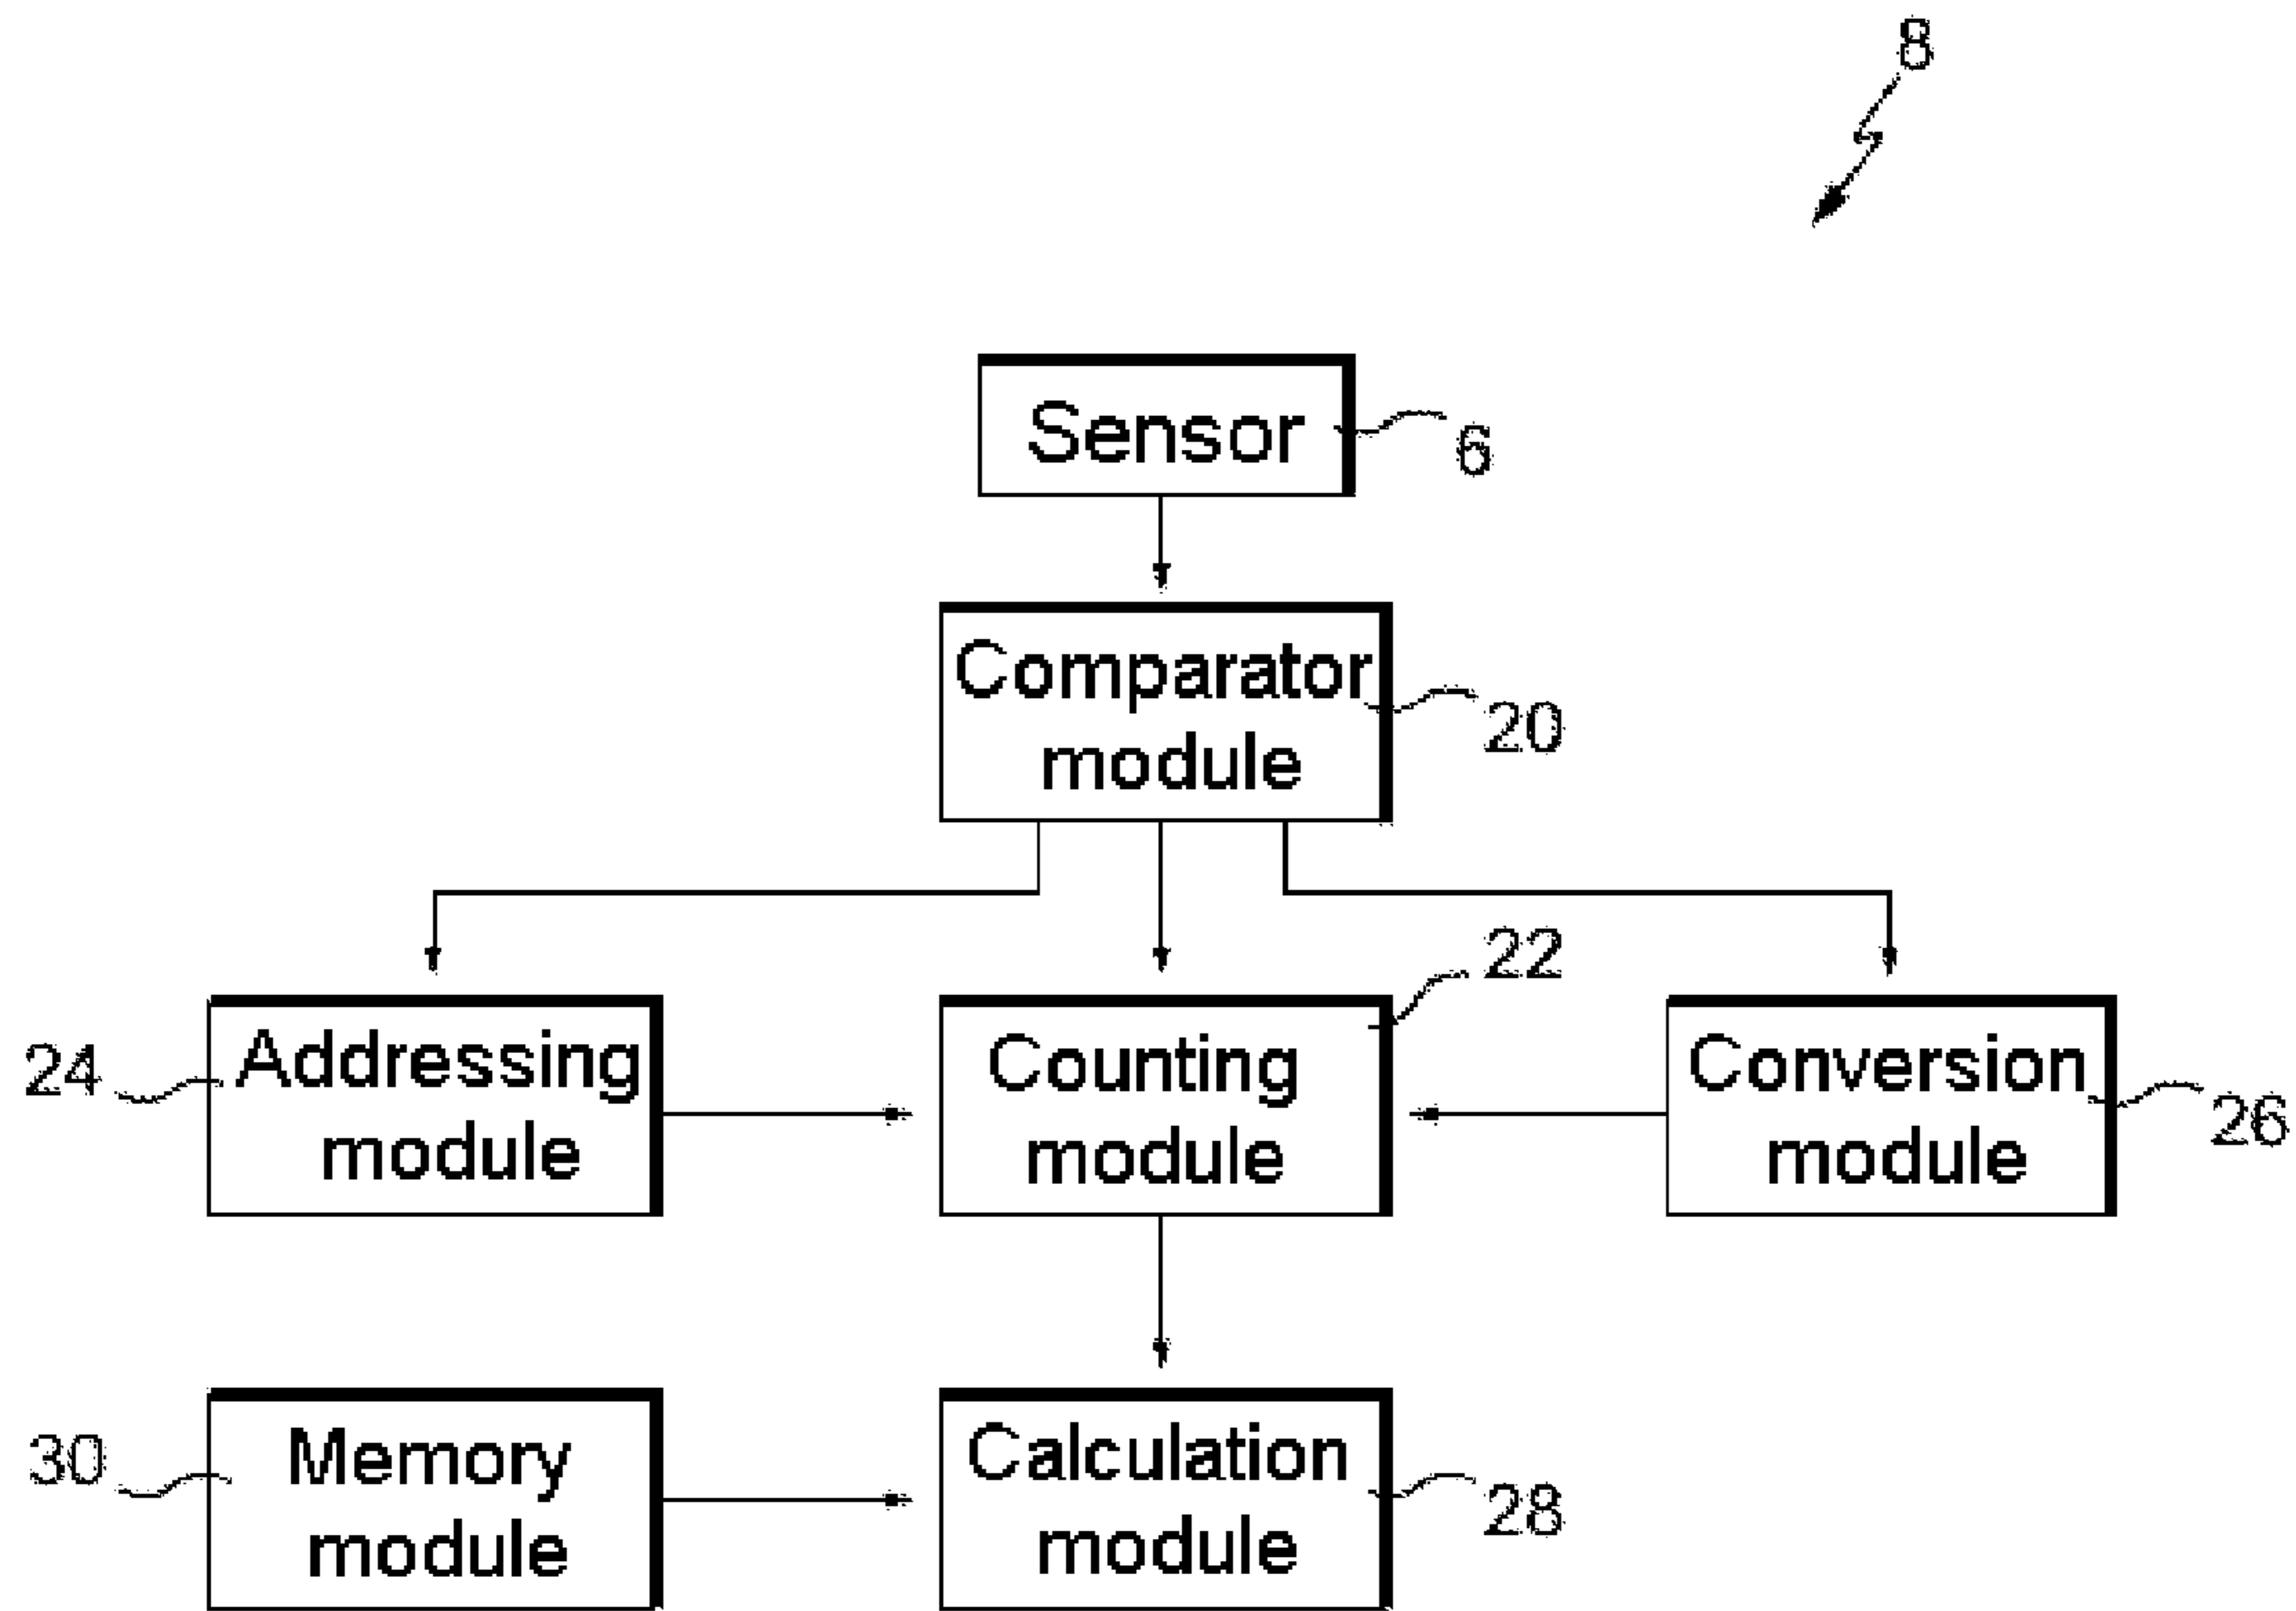 8
Sensor
6
Comparator
module
20
22
Addressing
module
24
Counting
module
Conversion
module
26
Memory
module
30
Calculation
module
28